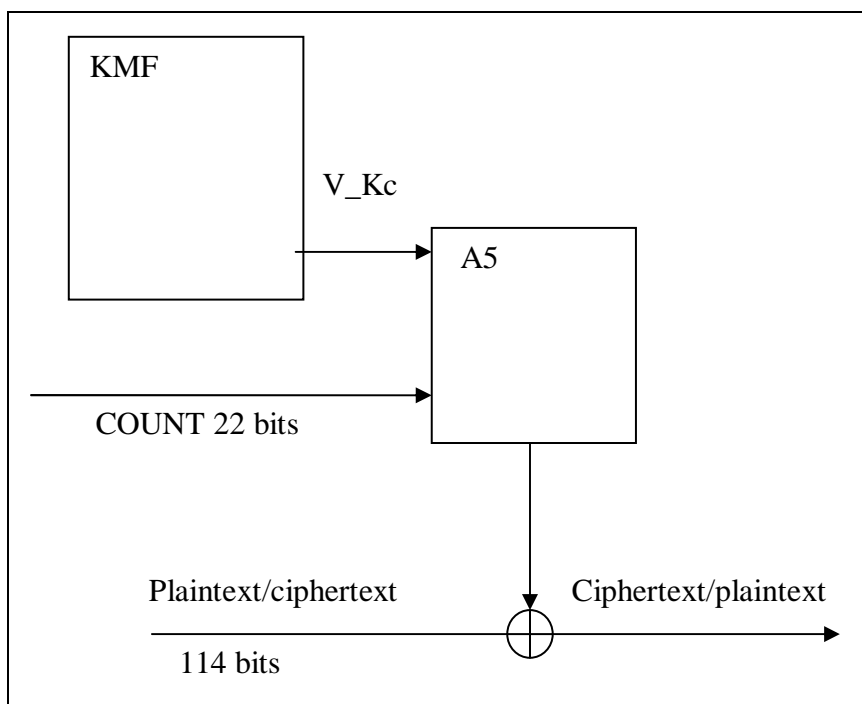 KMF
V_Kc
A5
COUNT 22 bits
Plaintext/ciphertext
Ciphertext/plaintext
114 bits